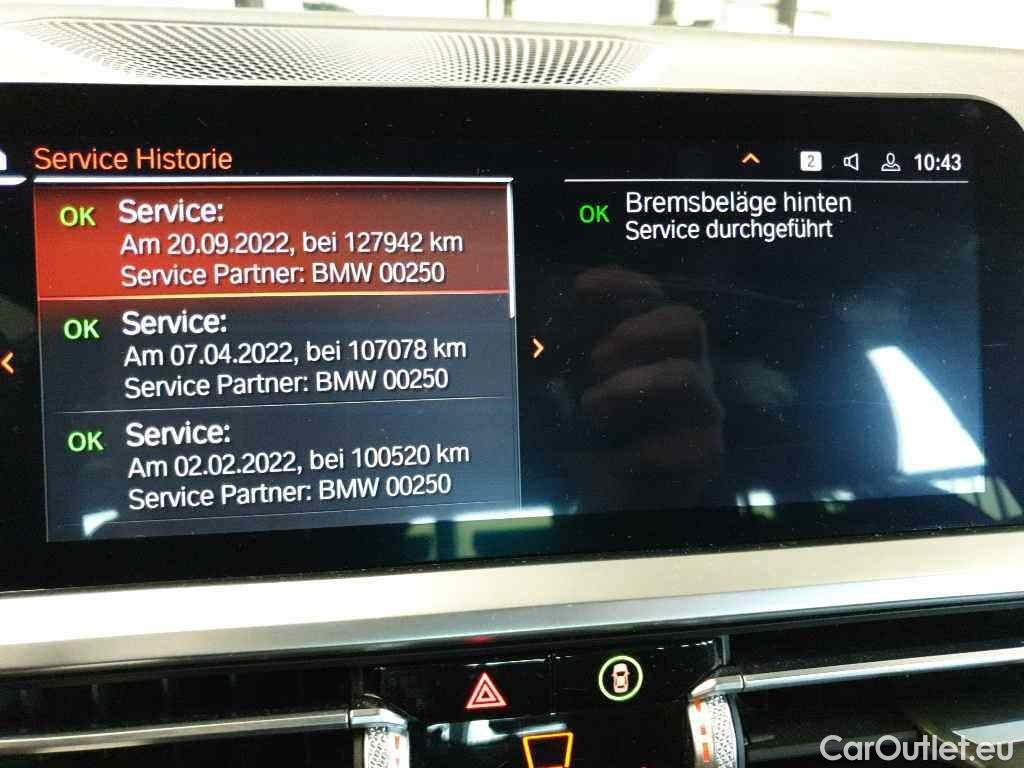 Service Historie
2
10:43
OK Service:
Am 20.09.2022, bei 127942 km
Service Partner: BMW 00250
OK Service:
Am 07.04.2022, bei 107078 km
Service Partner: BMW 00250
OK Service:
Am 02.02.2022, bei 100520 km
Service Partner: BMW 00250
OK Bremsbeläge hinten
Service durchgeführt
CarOutlet.eu